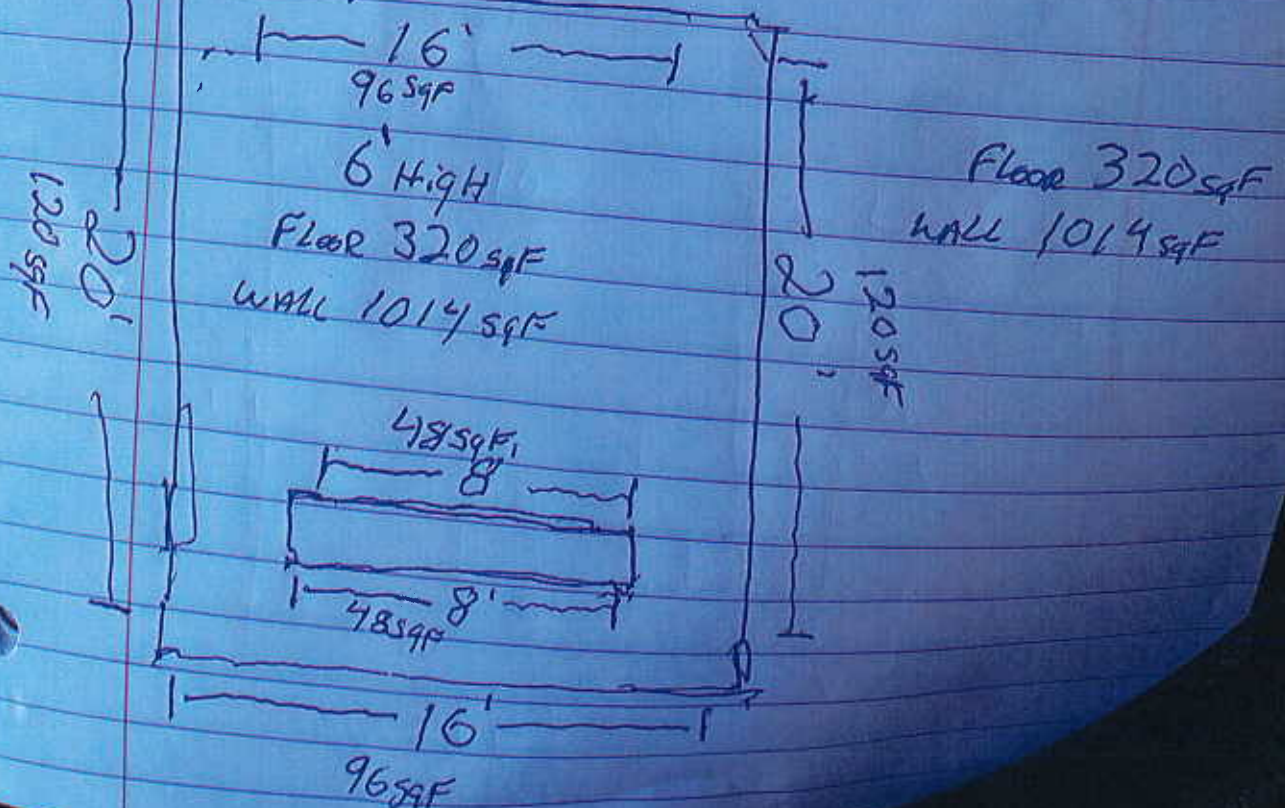 16'
96 SqF
6' HigH
FLOOR 320 SqF
WALL 1014 SqF
20'
120 SqF
20'
120 SqF
FLOOR 320 SqF
WALL 1014 SqF
48 SqF
8'
8'
48 SqF
16'
96 SqF